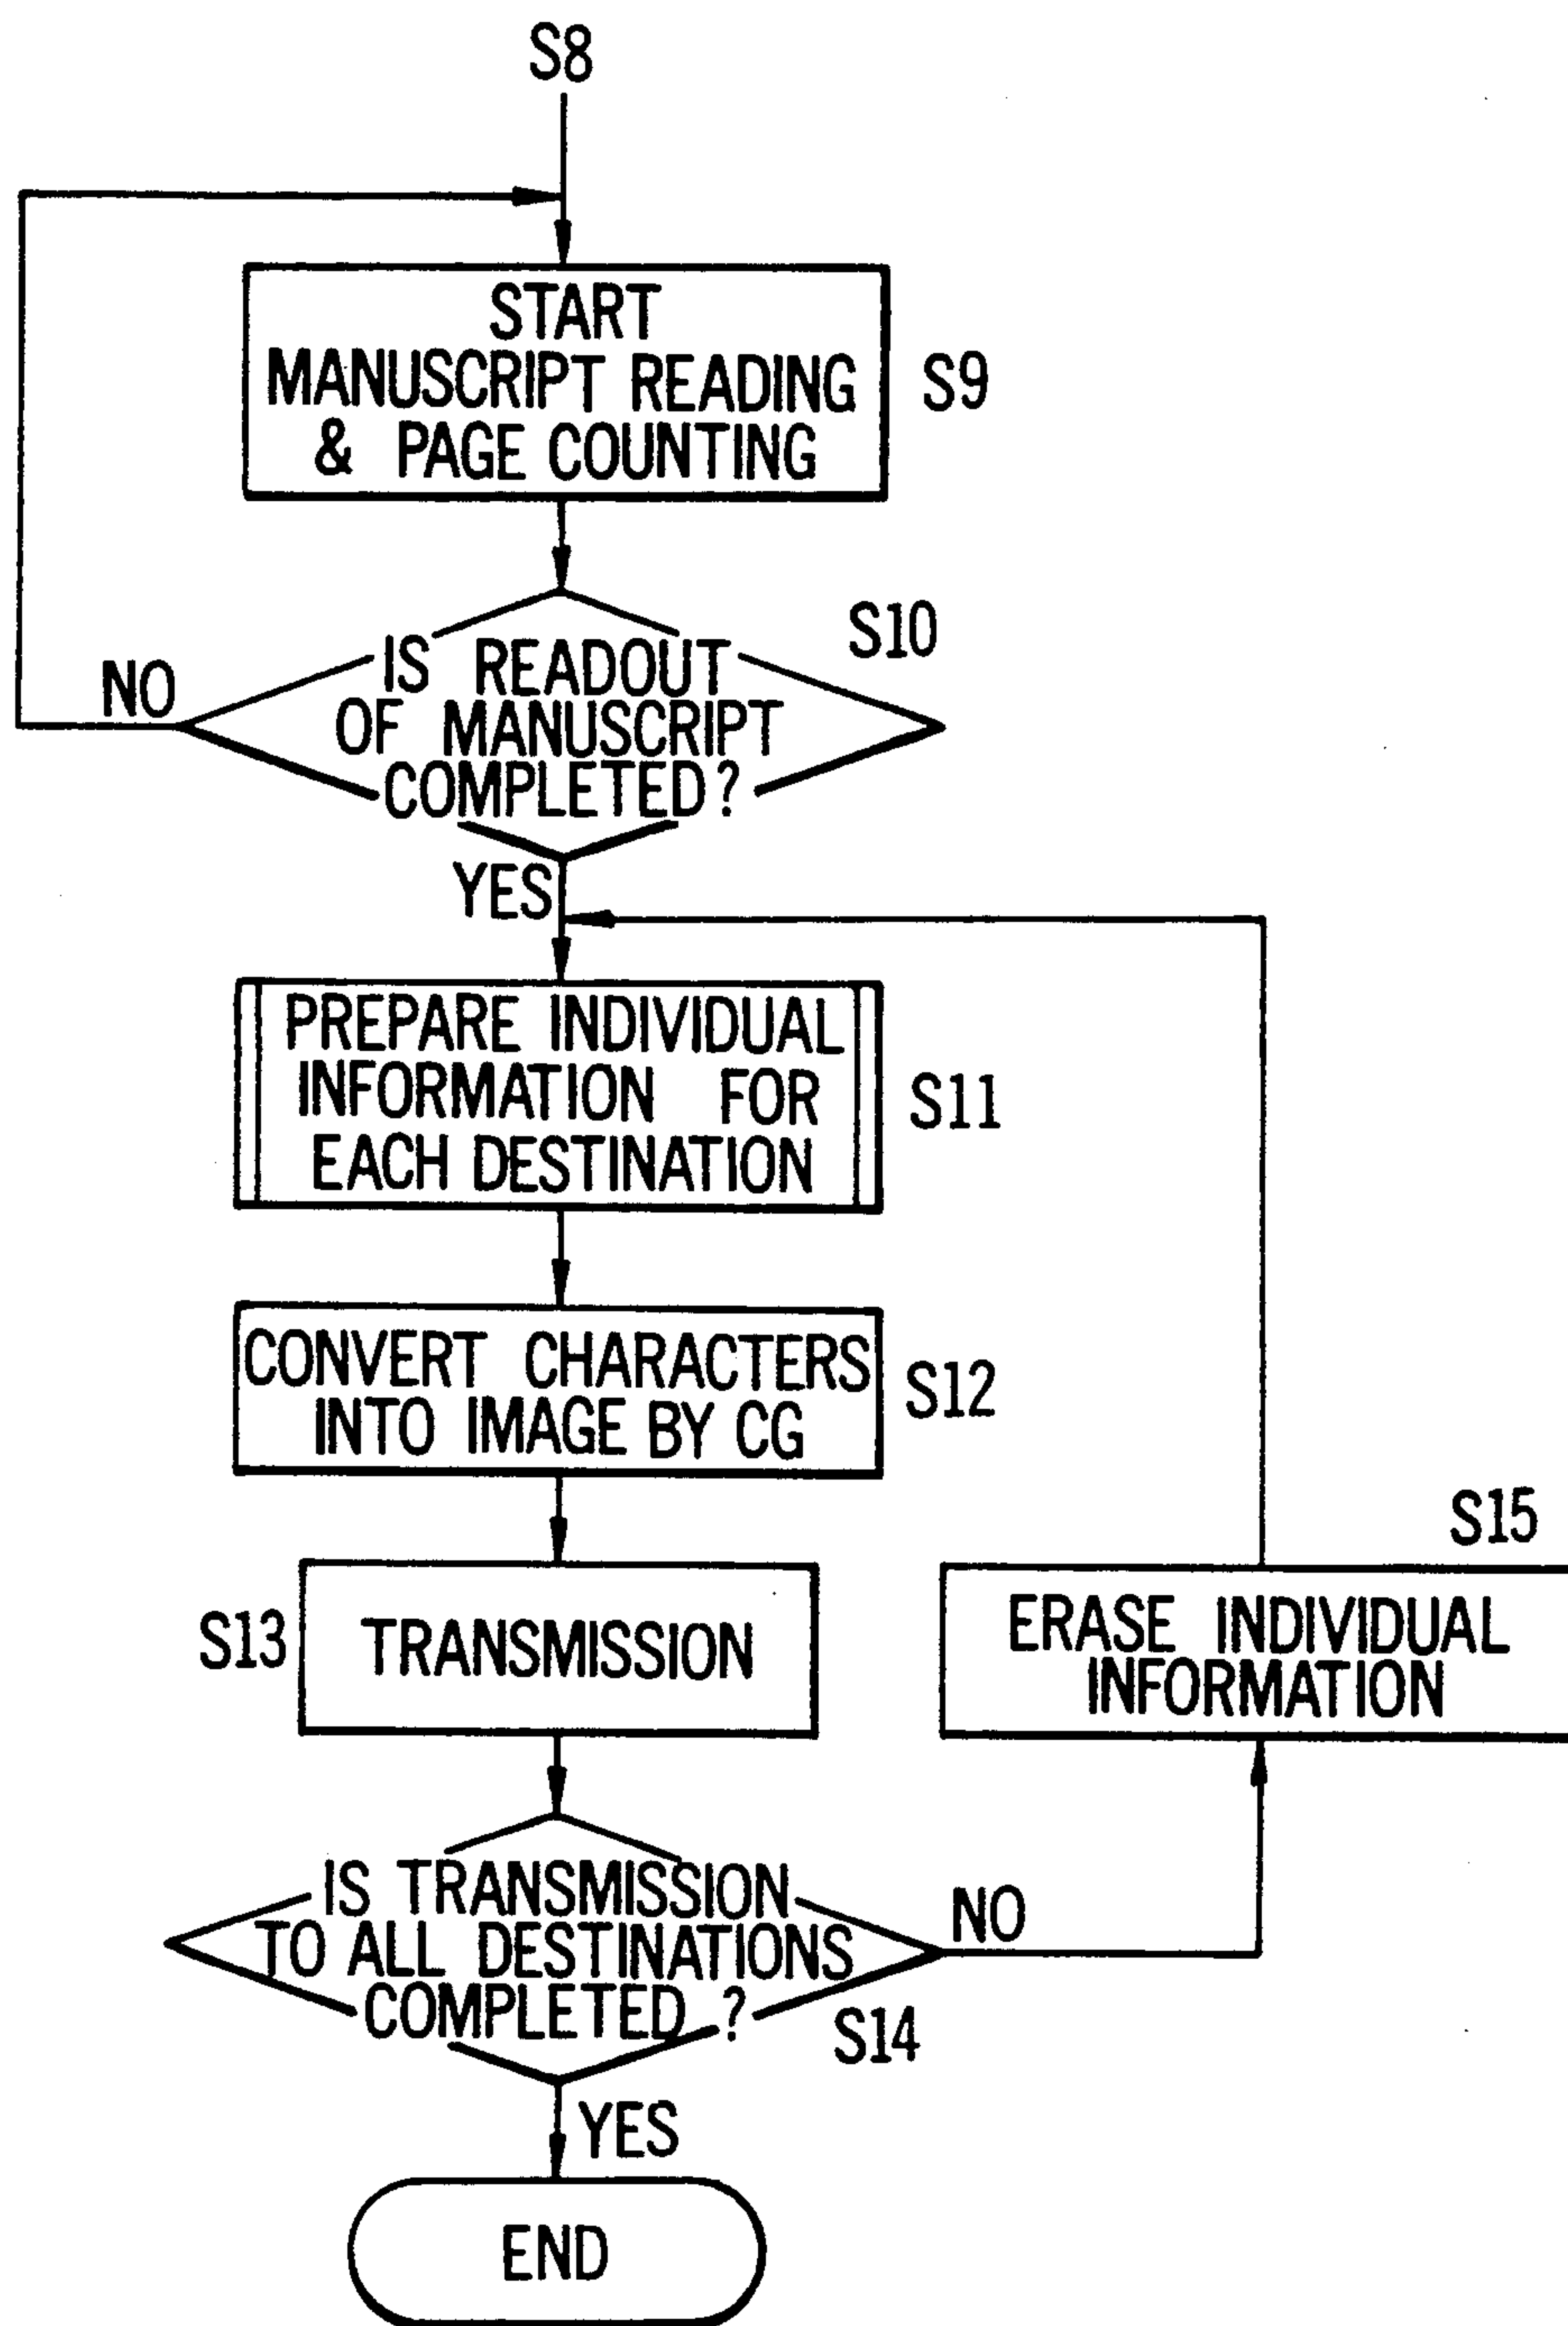 S8
START
MANUSCRIPT READING
& PAGE COUNTING
S9
S10
IS READOUT
OF MANUSCRIPT
COMPLETED?
NO
YES
PREPARE INDIVIDUAL
INFORMATION FOR
EACH DESTINATION
S11
CONVERT CHARACTERS
INTO IMAGE BY CG
S12
S13
TRANSMISSION
S15
ERASE INDIVIDUAL
INFORMATION
IS TRANSMISSION
TO ALL DESTINATIONS
COMPLETED ?
NO
S14
YES
END